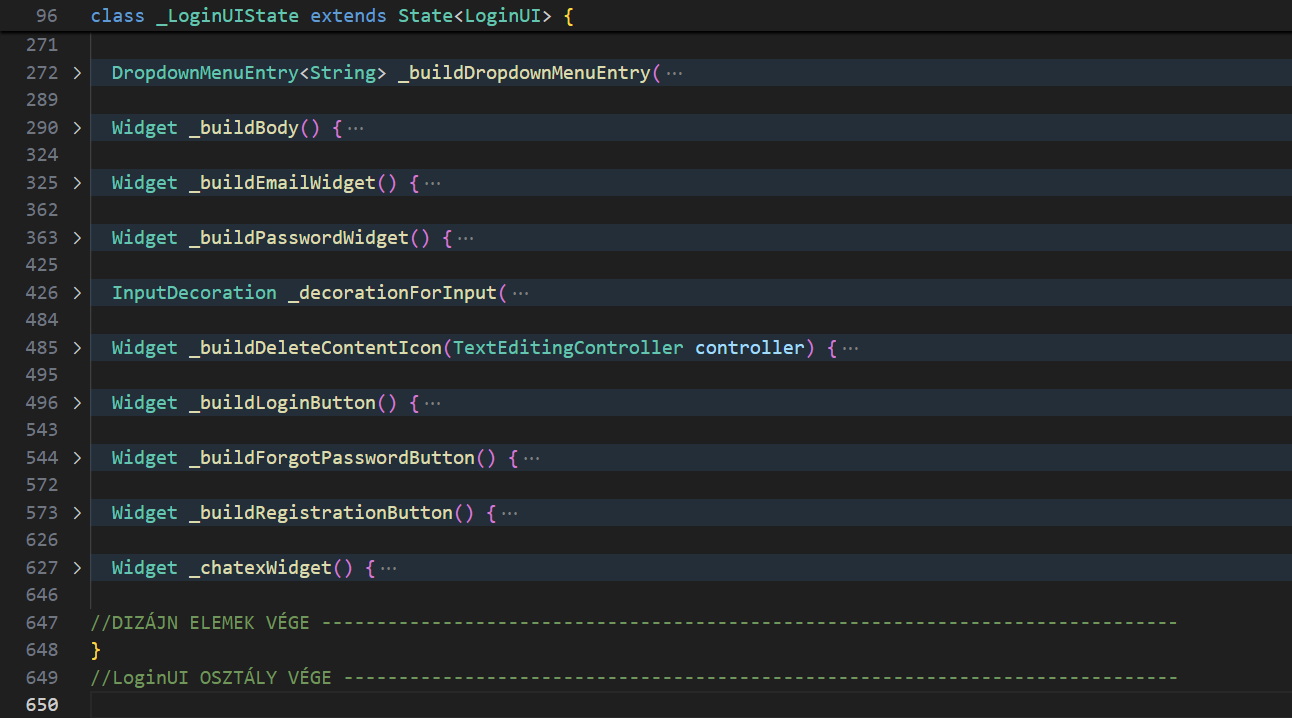 96 class _LoginUIState extends State<LoginUI> {
271
272 > DropdownMenuEntry<String> _buildDropdownMenuEntry( ···
289
290 > Widget _buildBody() { ···
324
325 > Widget _buildEmailWidget() { ···
362
363 > Widget _buildPasswordWidget() { ···
425
426 > InputDecoration _decorationForInput( ···
484
485 > Widget _buildDeleteContentIcon(TextEditingController controller) { ···
495
496 > Widget _buildLoginButton() { ···
543
544 > Widget _buildForgotPasswordButton() { ···
572
573 > Widget _buildRegistrationButton() { ···
626
627 > Widget _chatexWidget() { ···
646
647 //DIZÁJN ELEMEK VÉGE ------------------------------------------------------------------------------
648 }
649 //LoginUI OSZTÁLY VÉGE ----------------------------------------------------------------------------
650